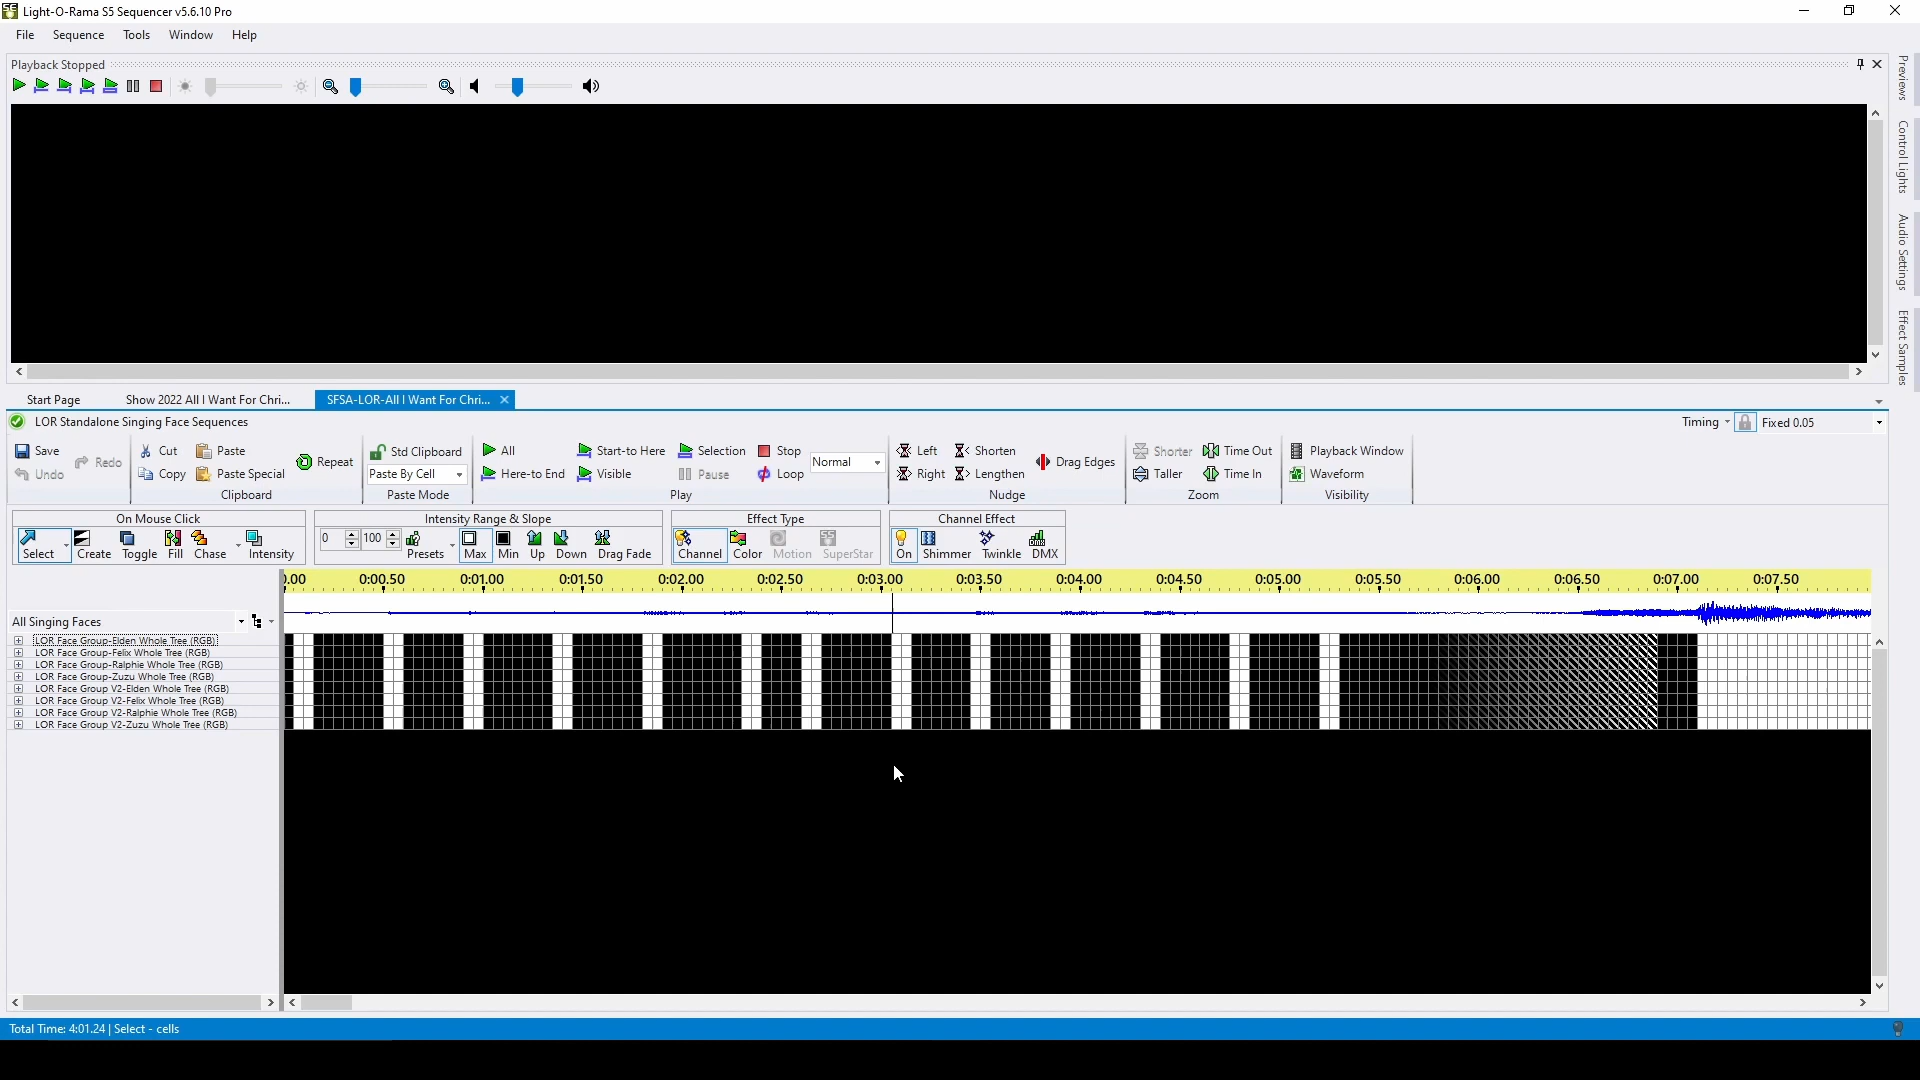 Light-O-Rama S5 Sequencer v5.6.10 Pro
File Sequence Tools Window Help
Playback Stopped
Previews
Control Lights
Audio Settings
Effect Samples
Start Page Show 2022 All I Want For Chri... SFSA-LOR-All I Want For Chri...
LOR Standalone Singing Face Sequences Timing Fixed 0.05
Save Cut Paste Repeat Std Clipboard All Start-to Here Selection Stop Normal Left Shorten Drag Edges Shorter Time Out Playback Window
Undo Redo Copy Paste Special Paste By Cell Here-to End Visible Pause Loop Right Lengthen Taller Time In Waveform
Clipboard Paste Mode Play Nudge Zoom Visibility
On Mouse Click Intensity Range & Slope Effect Type Channel Effect
0 100
Select Create Toggle Fill Chase Intensity Presets Max Min Up Down Drag Fade Channel Color Motion SuperStar On Shimmer Twinkle DMX
0.00 0:00.50 0:01.00 0:01.50 0:02.00 0:02.50 0:03.00 0:03.50 0:04.00 0:04.50 0:05.00 0:05.50 0:06.00 0:06.50 0:07.00 0:07.50
All Singing Faces
LOR Face Group-Elden Whole Tree (RGB)
LOR Face Group-Felix Whole Tree (RGB)
LOR Face Group-Ralphie Whole Tree (RGB)
LOR Face Group-Zuzu Whole Tree (RGB)
LOR Face Group V2-Elden Whole Tree (RGB)
LOR Face Group V2-Felix Whole Tree (RGB)
LOR Face Group V2-Ralphie Whole Tree (RGB)
LOR Face Group V2-Zuzu Whole Tree (RGB)
Total Time: 4:01.24 | Select - cells